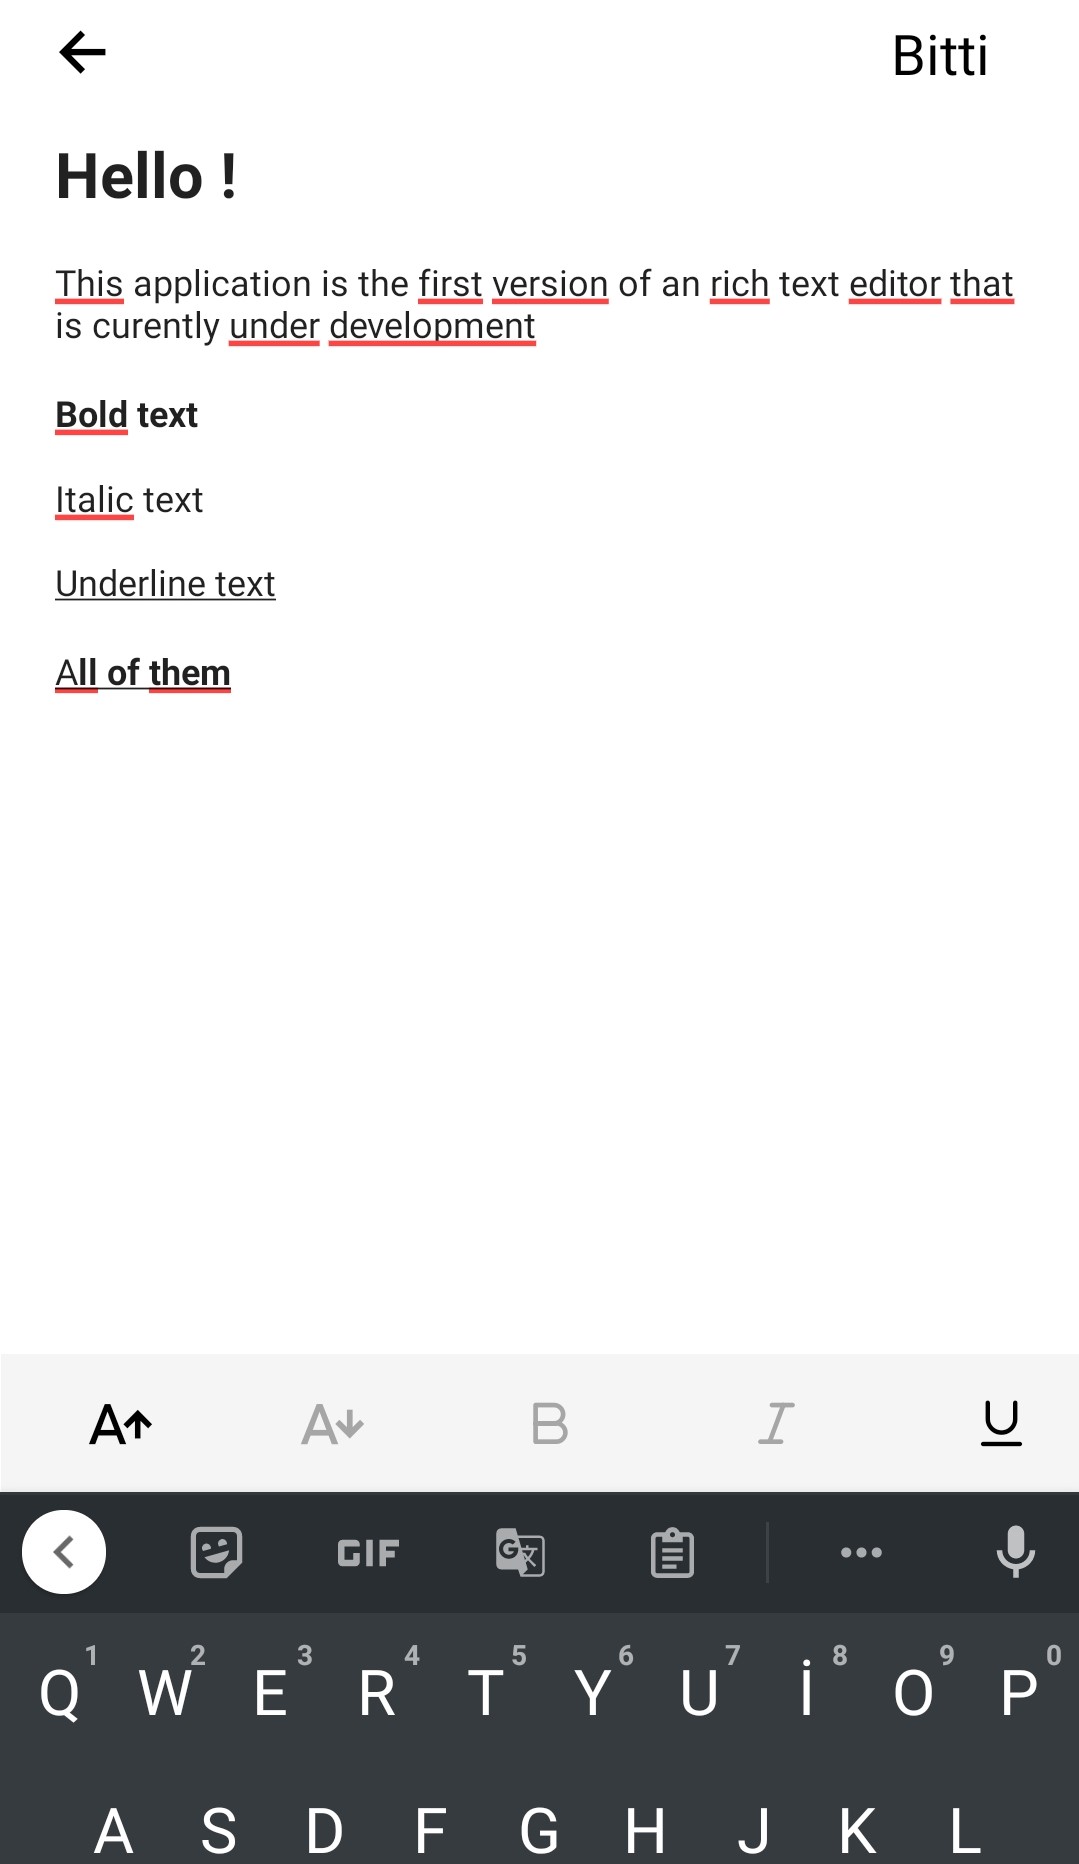 Bitti
Hello !
This application is the first version of an rich text editor that
is curently under development
Bold text
Italic text
Underline text
All of them
A A B I U
GIF G 文
1 2 3 4 5 6 7 8 9 0
Q W E R T Y U İ O P
A S D F G H J K L